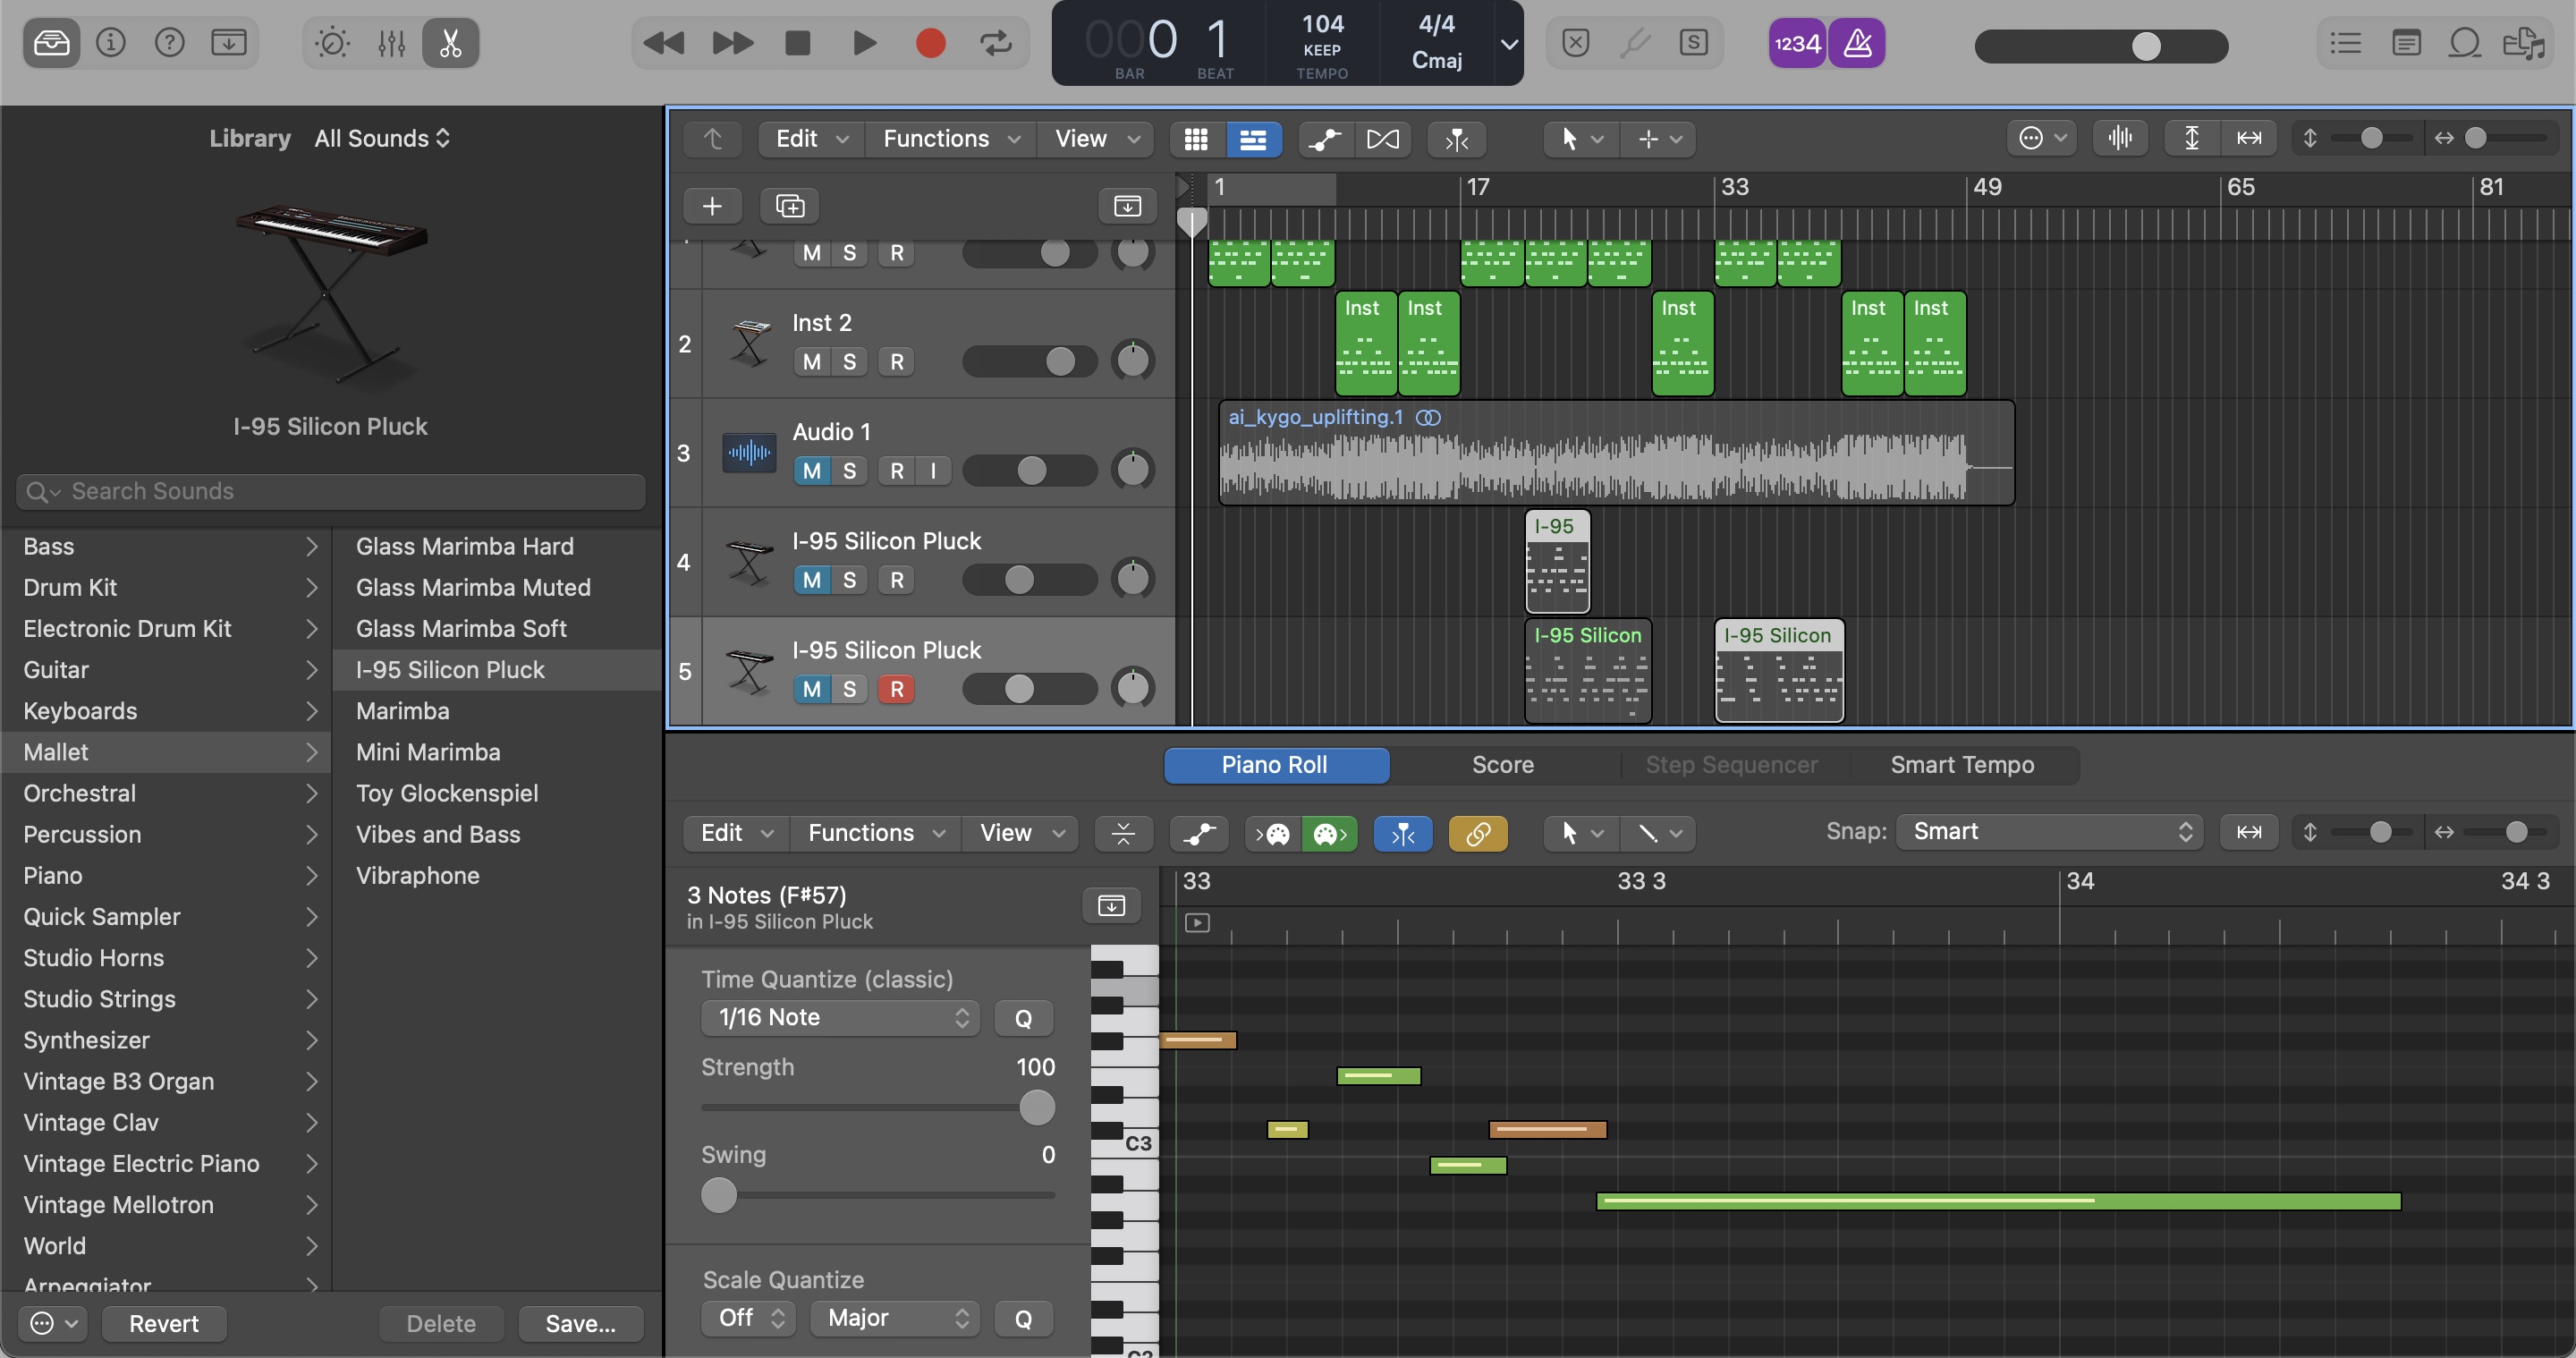 000 1
104
KEEP
4/4
Cmaj
BAR
BEAT
TEMPO
S
1234
Library
All Sounds
I-95 Silicon Pluck
Search Sounds
Bass
Drum Kit
Electronic Drum Kit
Guitar
Keyboards
Mallet
Orchestral
Percussion
Piano
Quick Sampler
Studio Horns
Studio Strings
Synthesizer
Vintage B3 Organ
Vintage Clav
Vintage Electric Piano
Vintage Mellotron
World
Arpeggiator
Glass Marimba Hard
Glass Marimba Muted
Glass Marimba Soft
I-95 Silicon Pluck
Marimba
Mini Marimba
Toy Glockenspiel
Vibes and Bass
Vibraphone
Revert
Delete
Save...
Edit
Functions
View
1
17
33
49
65
81
M S R
2
Inst 2
M S R
Inst
Inst
Inst
Inst
Inst
3
Audio 1
M S R I
ai_kygo_uplifting.1
4
I-95 Silicon Pluck
M S R
I-95
5
I-95 Silicon Pluck
M S R
I-95 Silicon
I-95 Silicon
Piano Roll
Score
Step Sequencer
Smart Tempo
Edit
Functions
View
Snap:
Smart
3 Notes (F#57)
in I-95 Silicon Pluck
33
33 3
34
34 3
Time Quantize (classic)
1/16 Note
Q
Strength
100
Swing
0
Scale Quantize
Off
Major
Q
C3